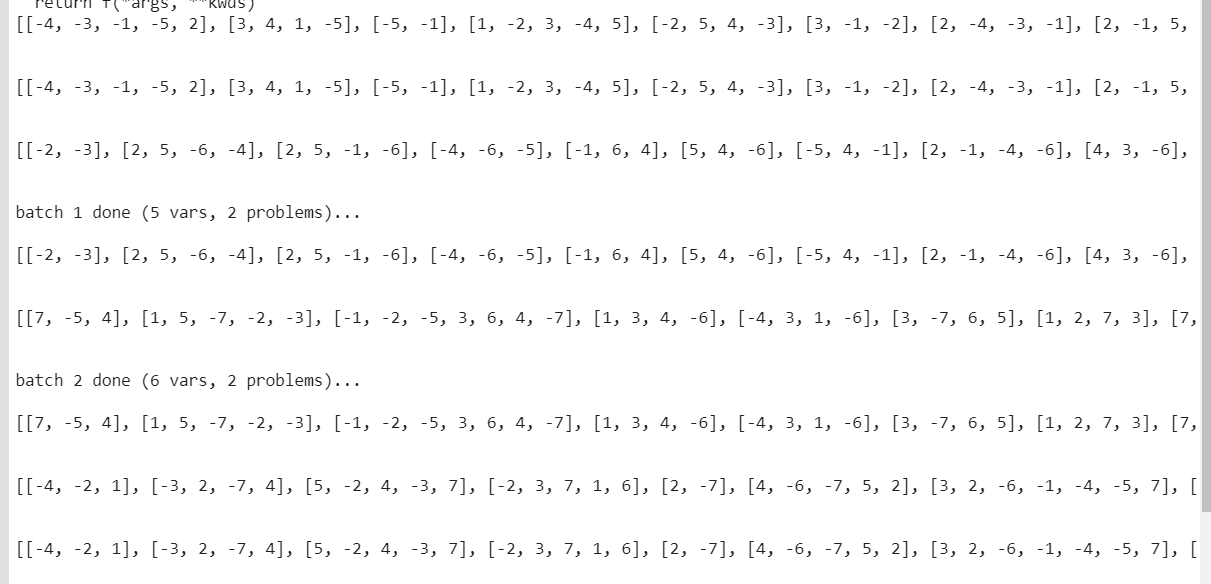 return f(*args, **kwds)
[[-4, -3, -1, -5, 2], [3, 4, 1, -5], [-5, -1], [1, -2, 3, -4, 5], [-2, 5, 4, -3], [3, -1, -2], [2, -4, -3, -1], [2, -1, 5,
[[-4, -3, -1, -5, 2], [3, 4, 1, -5], [-5, -1], [1, -2, 3, -4, 5], [-2, 5, 4, -3], [3, -1, -2], [2, -4, -3, -1], [2, -1, 5,
[[-2, -3], [2, 5, -6, -4], [2, 5, -1, -6], [-4, -6, -5], [-1, 6, 4], [5, 4, -6], [-5, 4, -1], [2, -1, -4, -6], [4, 3, -6],
batch 1 done (5 vars, 2 problems)...
[[-2, -3], [2, 5, -6, -4], [2, 5, -1, -6], [-4, -6, -5], [-1, 6, 4], [5, 4, -6], [-5, 4, -1], [2, -1, -4, -6], [4, 3, -6],
[[7, -5, 4], [1, 5, -7, -2, -3], [-1, -2, -5, 3, 6, 4, -7], [1, 3, 4, -6], [-4, 3, 1, -6], [3, -7, 6, 5], [1, 2, 7, 3], [7,
batch 2 done (6 vars, 2 problems)...
[[7, -5, 4], [1, 5, -7, -2, -3], [-1, -2, -5, 3, 6, 4, -7], [1, 3, 4, -6], [-4, 3, 1, -6], [3, -7, 6, 5], [1, 2, 7, 3], [7,
[[-4, -2, 1], [-3, 2, -7, 4], [5, -2, 4, -3, 7], [-2, 3, 7, 1, 6], [2, -7], [4, -6, -7, 5, 2], [3, 2, -6, -1, -4, -5, 7], [
[[-4, -2, 1], [-3, 2, -7, 4], [5, -2, 4, -3, 7], [-2, 3, 7, 1, 6], [2, -7], [4, -6, -7, 5, 2], [3, 2, -6, -1, -4, -5, 7], [